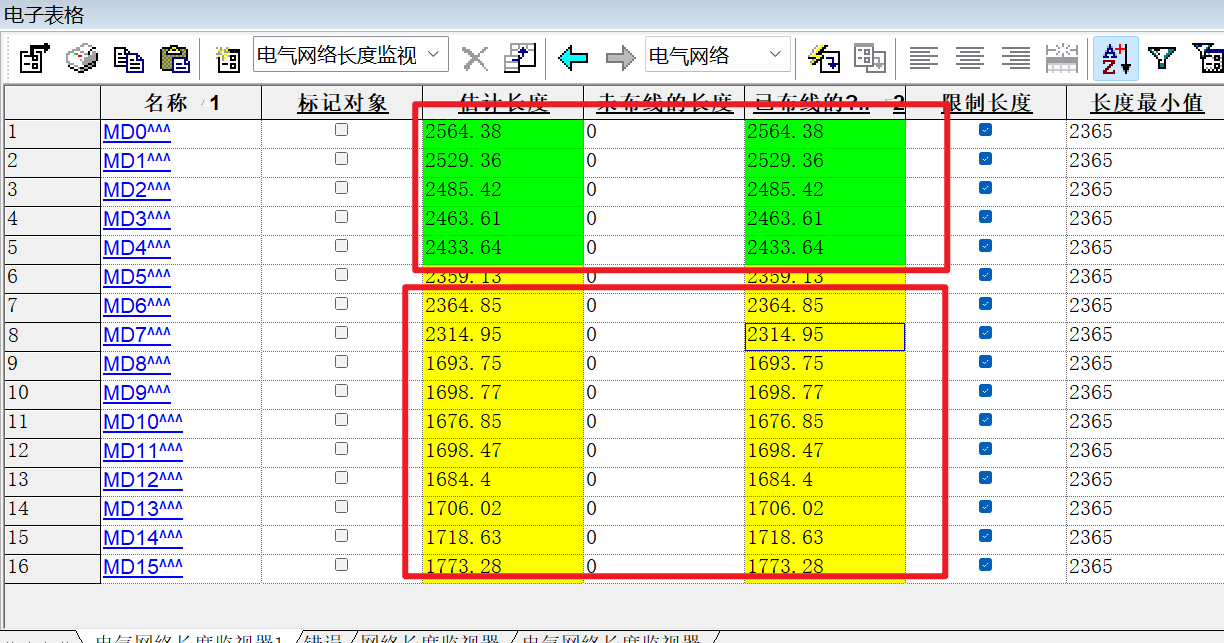 电子表格
电气网络长度监视 电气网络
名称 1 标记对象 估计长度 未布线的长度 已布线的?.. 2 限制长度 长度最小值
1 MD0^^^ 2564.38 0 2564.38 2365
2 MD1^^^ 2529.36 0 2529.36 2365
3 MD2^^^ 2485.42 0 2485.42 2365
4 MD3^^^ 2463.61 0 2463.61 2365
5 MD4^^^ 2433.64 0 2433.64 2365
6 MD5^^^ 2359.13 0 2359.13 2365
7 MD6^^^ 2364.85 0 2364.85 2365
8 MD7^^^ 2314.95 0 2314.95 2365
9 MD8^^^ 1693.75 0 1693.75 2365
10 MD9^^^ 1698.77 0 1698.77 2365
11 MD10^^^ 1676.85 0 1676.85 2365
12 MD11^^^ 1698.47 0 1698.47 2365
13 MD12^^^ 1684.4 0 1684.4 2365
14 MD13^^^ 1706.02 0 1706.02 2365
15 MD14^^^ 1718.63 0 1718.63 2365
16 MD15^^^ 1773.28 0 1773.28 2365
电气网络长度监视器1 错误 网络长度监视器 电气网络长度监视器